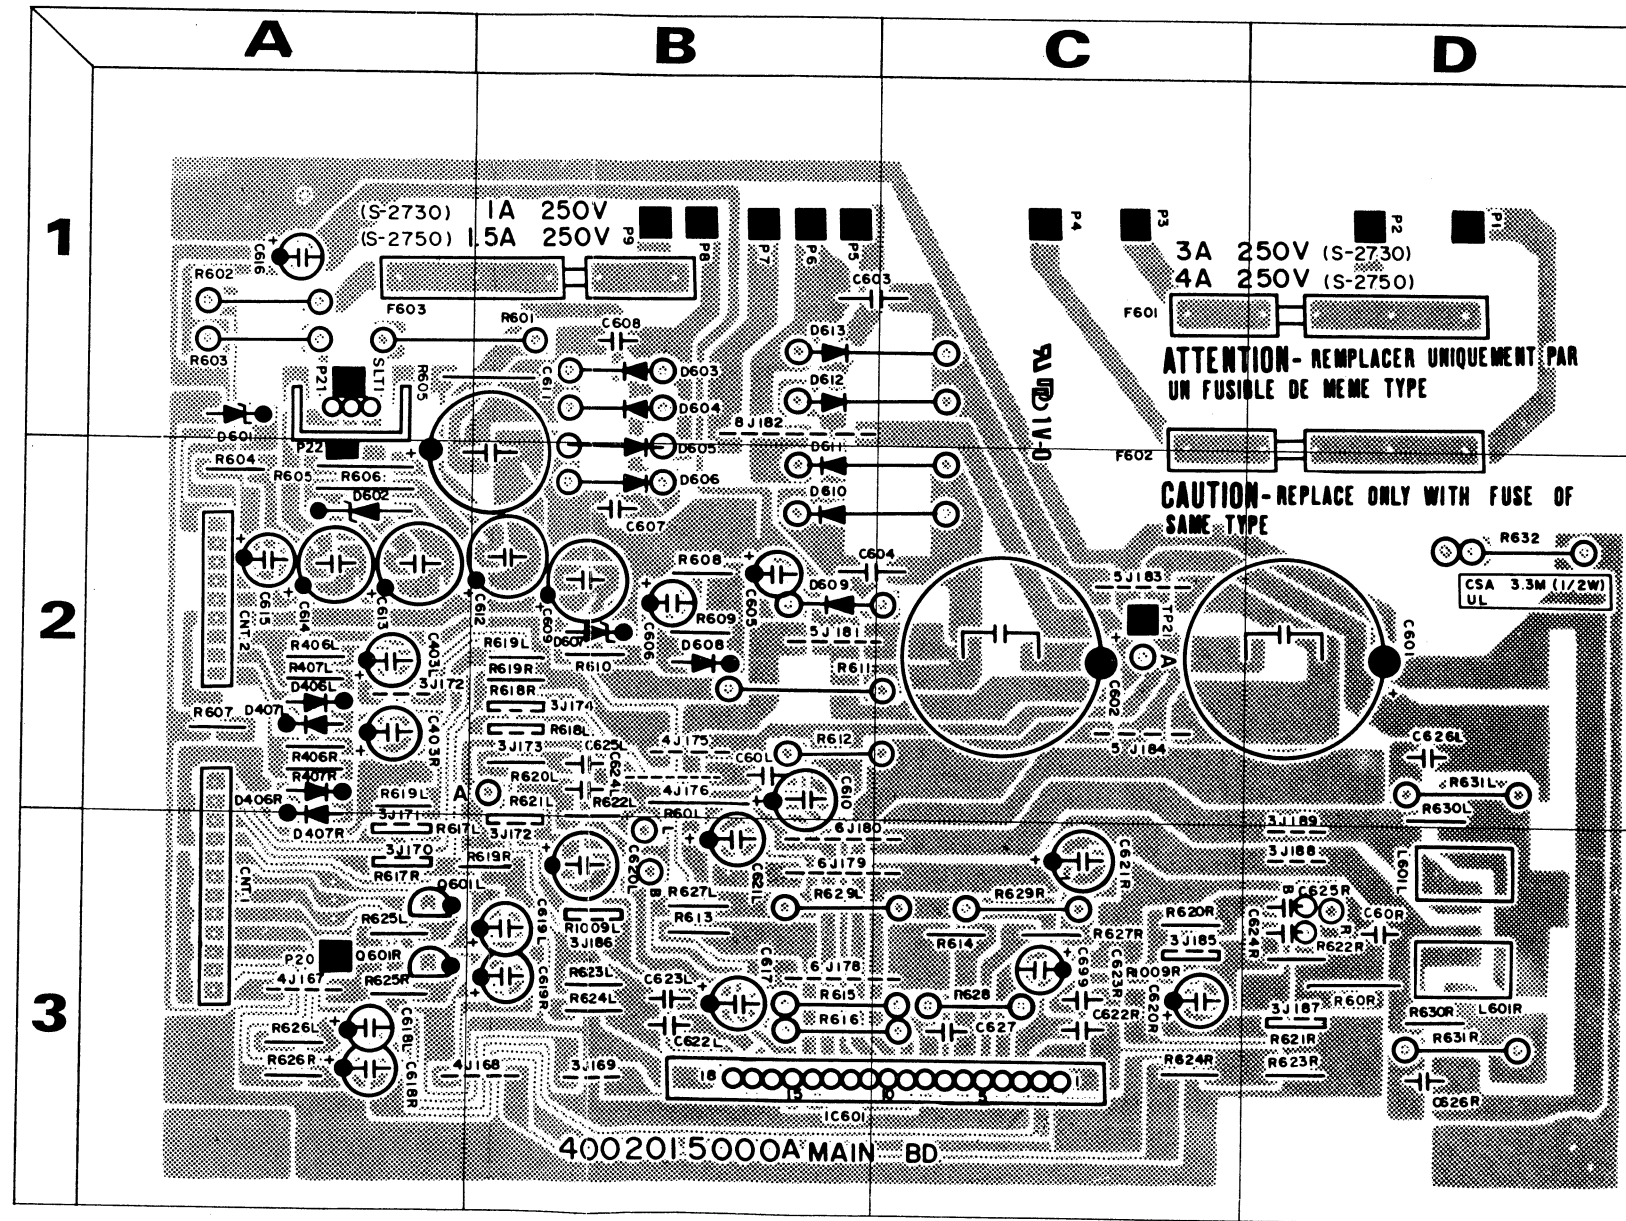 A B C D
1
2
3
(S-2730) 1A 250V
(S-2750) 1.5A 250V
P9
P8
P7
P6
P5
P4
P3
P2
P1
3A 250V (S-2730)
4A 250V (S-2750)
C616
R602
F603
C603
F601
R603
R601
C608
D613
P21
S1T1
R605
C611
D603
D612
D604
8J182
ATTENTION- REMPLACER UNIQUEMENT PAR
UN FUSIBLE DE MEME TYPE
1V-0
D601
P22
D605
D611
F602
R604
R605
R606
D602
D606
D610
C607
CAUTION-REPLACE ONLY WITH FUSE OF
SAME TYPE
R632
CSA 3.3M (1/2W)
UL
R608
C604
D609
5J183
TP21
A
CNT2
C615
C614
C613
C612
C609
D607
R610
C606
R609
C605
5J181
D608
R611
C602
C601
R406L
R407L
C403L
3J172
D406L
D407L
R607
R619L
R619R
R618R
3J174
R618L
3J173
C625L
4J175
R612
5J184
C626L
R406R
R407R
C403R
R619L
D406R
A
R620L
C624L
R621L
R622L
4J176
C60L
C610
R631L
R630L
3J171
R617L
D407R
3J172
R60L
6J180
3J189
3J170
R617R
R619R
C620L
B
C621L
6J179
C621R
3J188
L601L
CNT1
Q601L
R627L
R629L
R629R
R625L
C619L
R1009L
R613
R614
R627R
R620R
B
C625R
C624R
R
R622R
C60R
P20
Q601R
3J186
3J185
4J167
R625R
C619R
R623L
C623L
C617
6J178
C699
C623R
R1009R
R624L
R615
R628
R60R
R630R
L601R
R626L
C618L
C622L
R616
C627
C622R
C620R
3J187
R621R
R631R
R626R
C618R
4J168
3J169
R624R
R623R
18
15
10
5
1
IC601
C626R
4002015000A MAIN BD